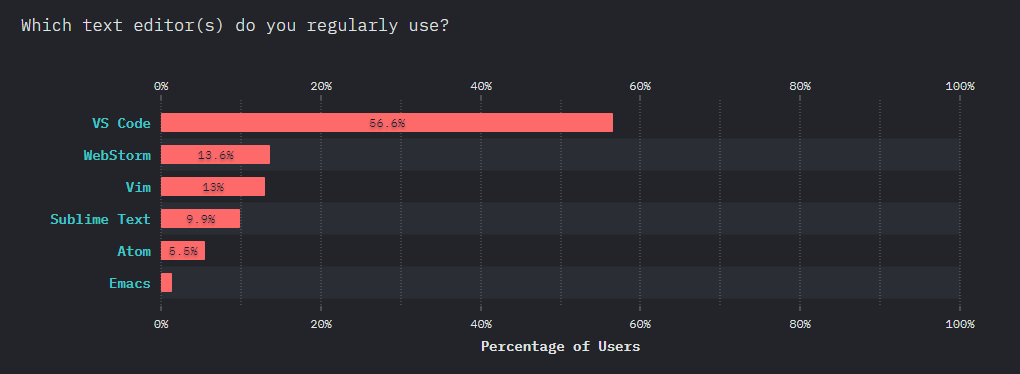 Which text editor(s) do you regularly use?
0% 20% 40% 60% 80% 100%
VS Code 56.6%
WebStorm 13.6%
Vim 13%
Sublime Text 9.9%
Atom 5.5%
Emacs
0% 20% 40% 60% 80% 100%
Percentage of Users